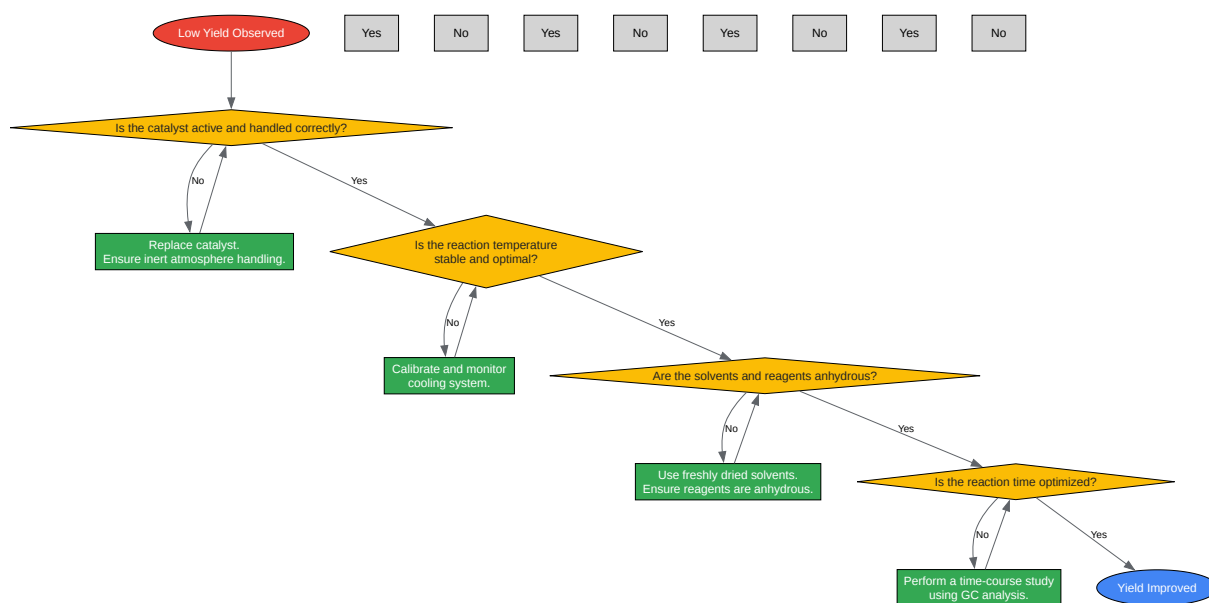 Low Yield Observed
Yes
No
Yes
No
Yes
No
Yes
No
Is the catalyst active and handled correctly?
No
Yes
Replace catalyst.
Ensure inert atmosphere handling.
Is the reaction temperature
stable and optimal?
No
Yes
Calibrate and monitor
cooling system.
Are the solvents and reagents anhydrous?
No
Yes
Use freshly dried solvents.
Ensure reagents are anhydrous.
Is the reaction time optimized?
No
Yes
Perform a time-course study
using GC analysis.
Yield Improved